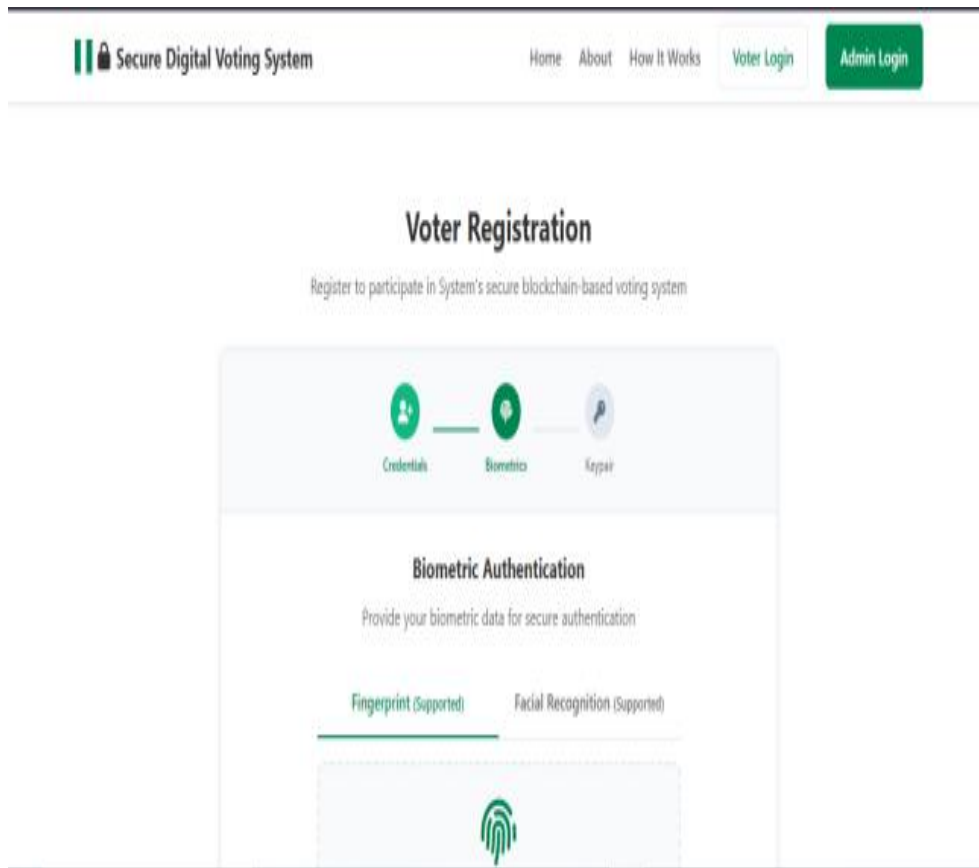 Secure Digital Voting System Home About How It Works Voter Login Admin Login
Voter Registration
Register to participate in System's secure blockchain-based voting system
Credentials Biometrics Keypair
Biometric Authentication
Provide your biometric data for secure authentication
Fingerprint (Supported) Facial Recognition (Supported)